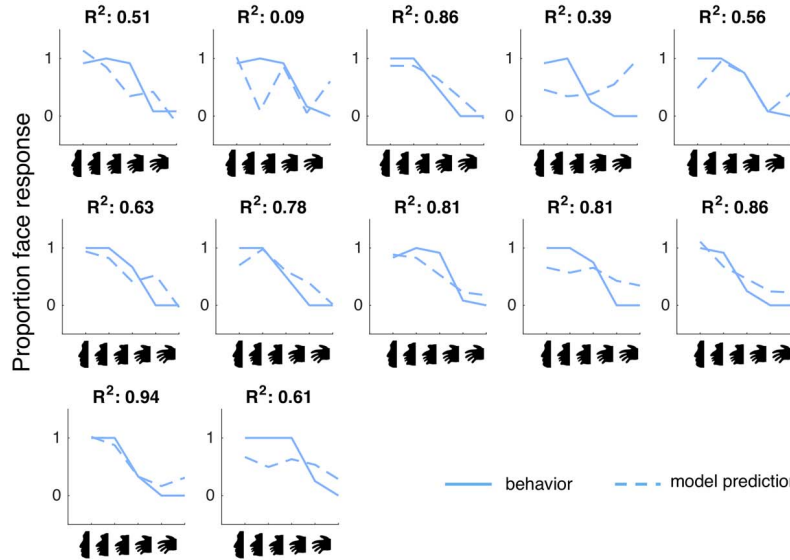 R²: 0.51
R²: 0.09
R²: 0.86
R²: 0.39
R²: 0.56
1
0
1
0
1
0
1
0
1
0
Proportion face response
R²: 0.63
R²: 0.78
R²: 0.81
R²: 0.81
R²: 0.86
1
0
1
0
1
0
1
0
1
0
R²: 0.94
R²: 0.61
1
0
1
0
behavior
model prediction